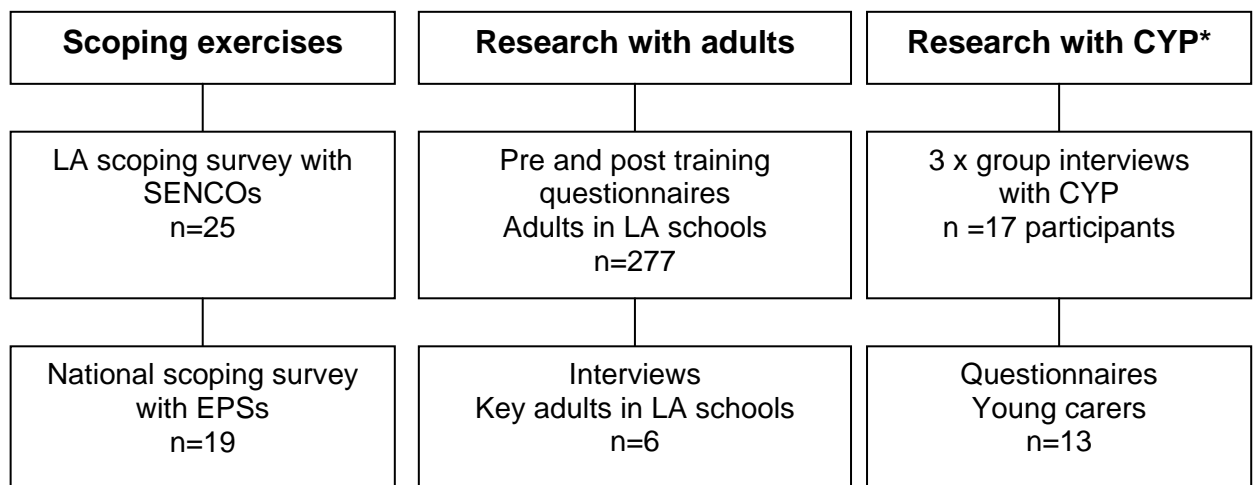 Scoping exercises
LA scoping survey with
SENCOs
n=25
National scoping survey
with EPSs
n=19
Research with adults
Pre and post training
questionnaires
Adults in LA schools
n=277
Interviews
Key adults in LA schools
n=6
Research with CYP*
3 x group interviews
with CYP
n =17 participants
Questionnaires
Young carers
n=13